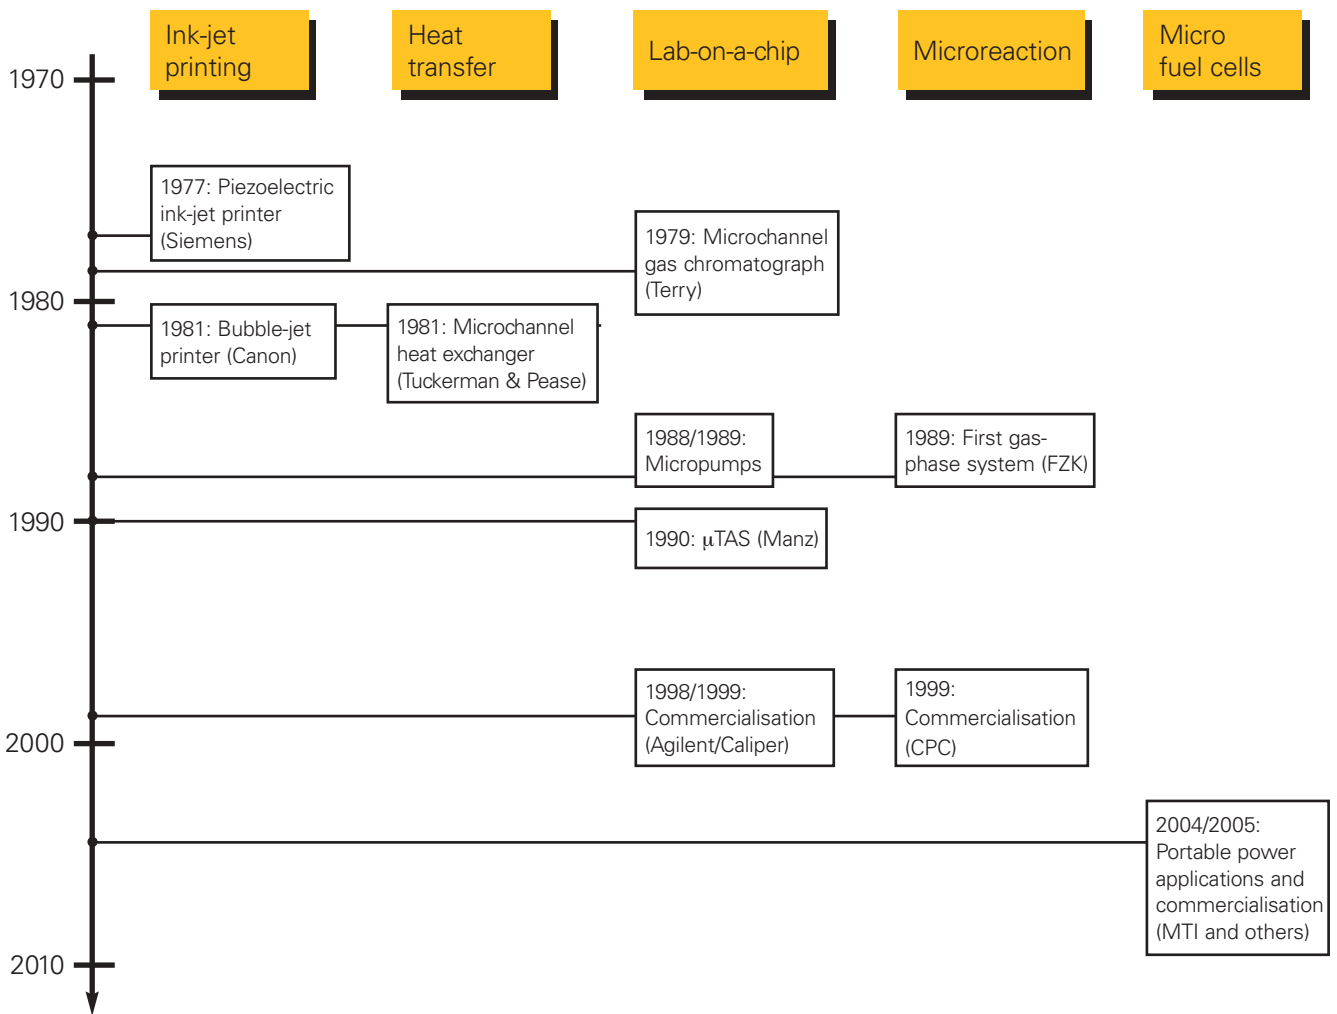 Ink-jet
printing
Heat
transfer
Lab-on-a-chip
Microreaction
Micro
fuel cells
1970
1977: Piezoelectric
ink-jet printer
(Siemens)
1979: Microchannel
gas chromatograph
(Terry)
1980
1981: Bubble-jet
printer (Canon)
1981: Microchannel
heat exchanger
(Tuckerman & Pease)
1988/1989:
Micropumps
1989: First gas-
phase system (FZK)
1990
1990: μTAS (Manz)
1998/1999:
Commercialisation
(Agilent/Caliper)
1999:
Commercialisation
(CPC)
2000
2004/2005:
Portable power
applications and
commercialisation
(MTI and others)
2010